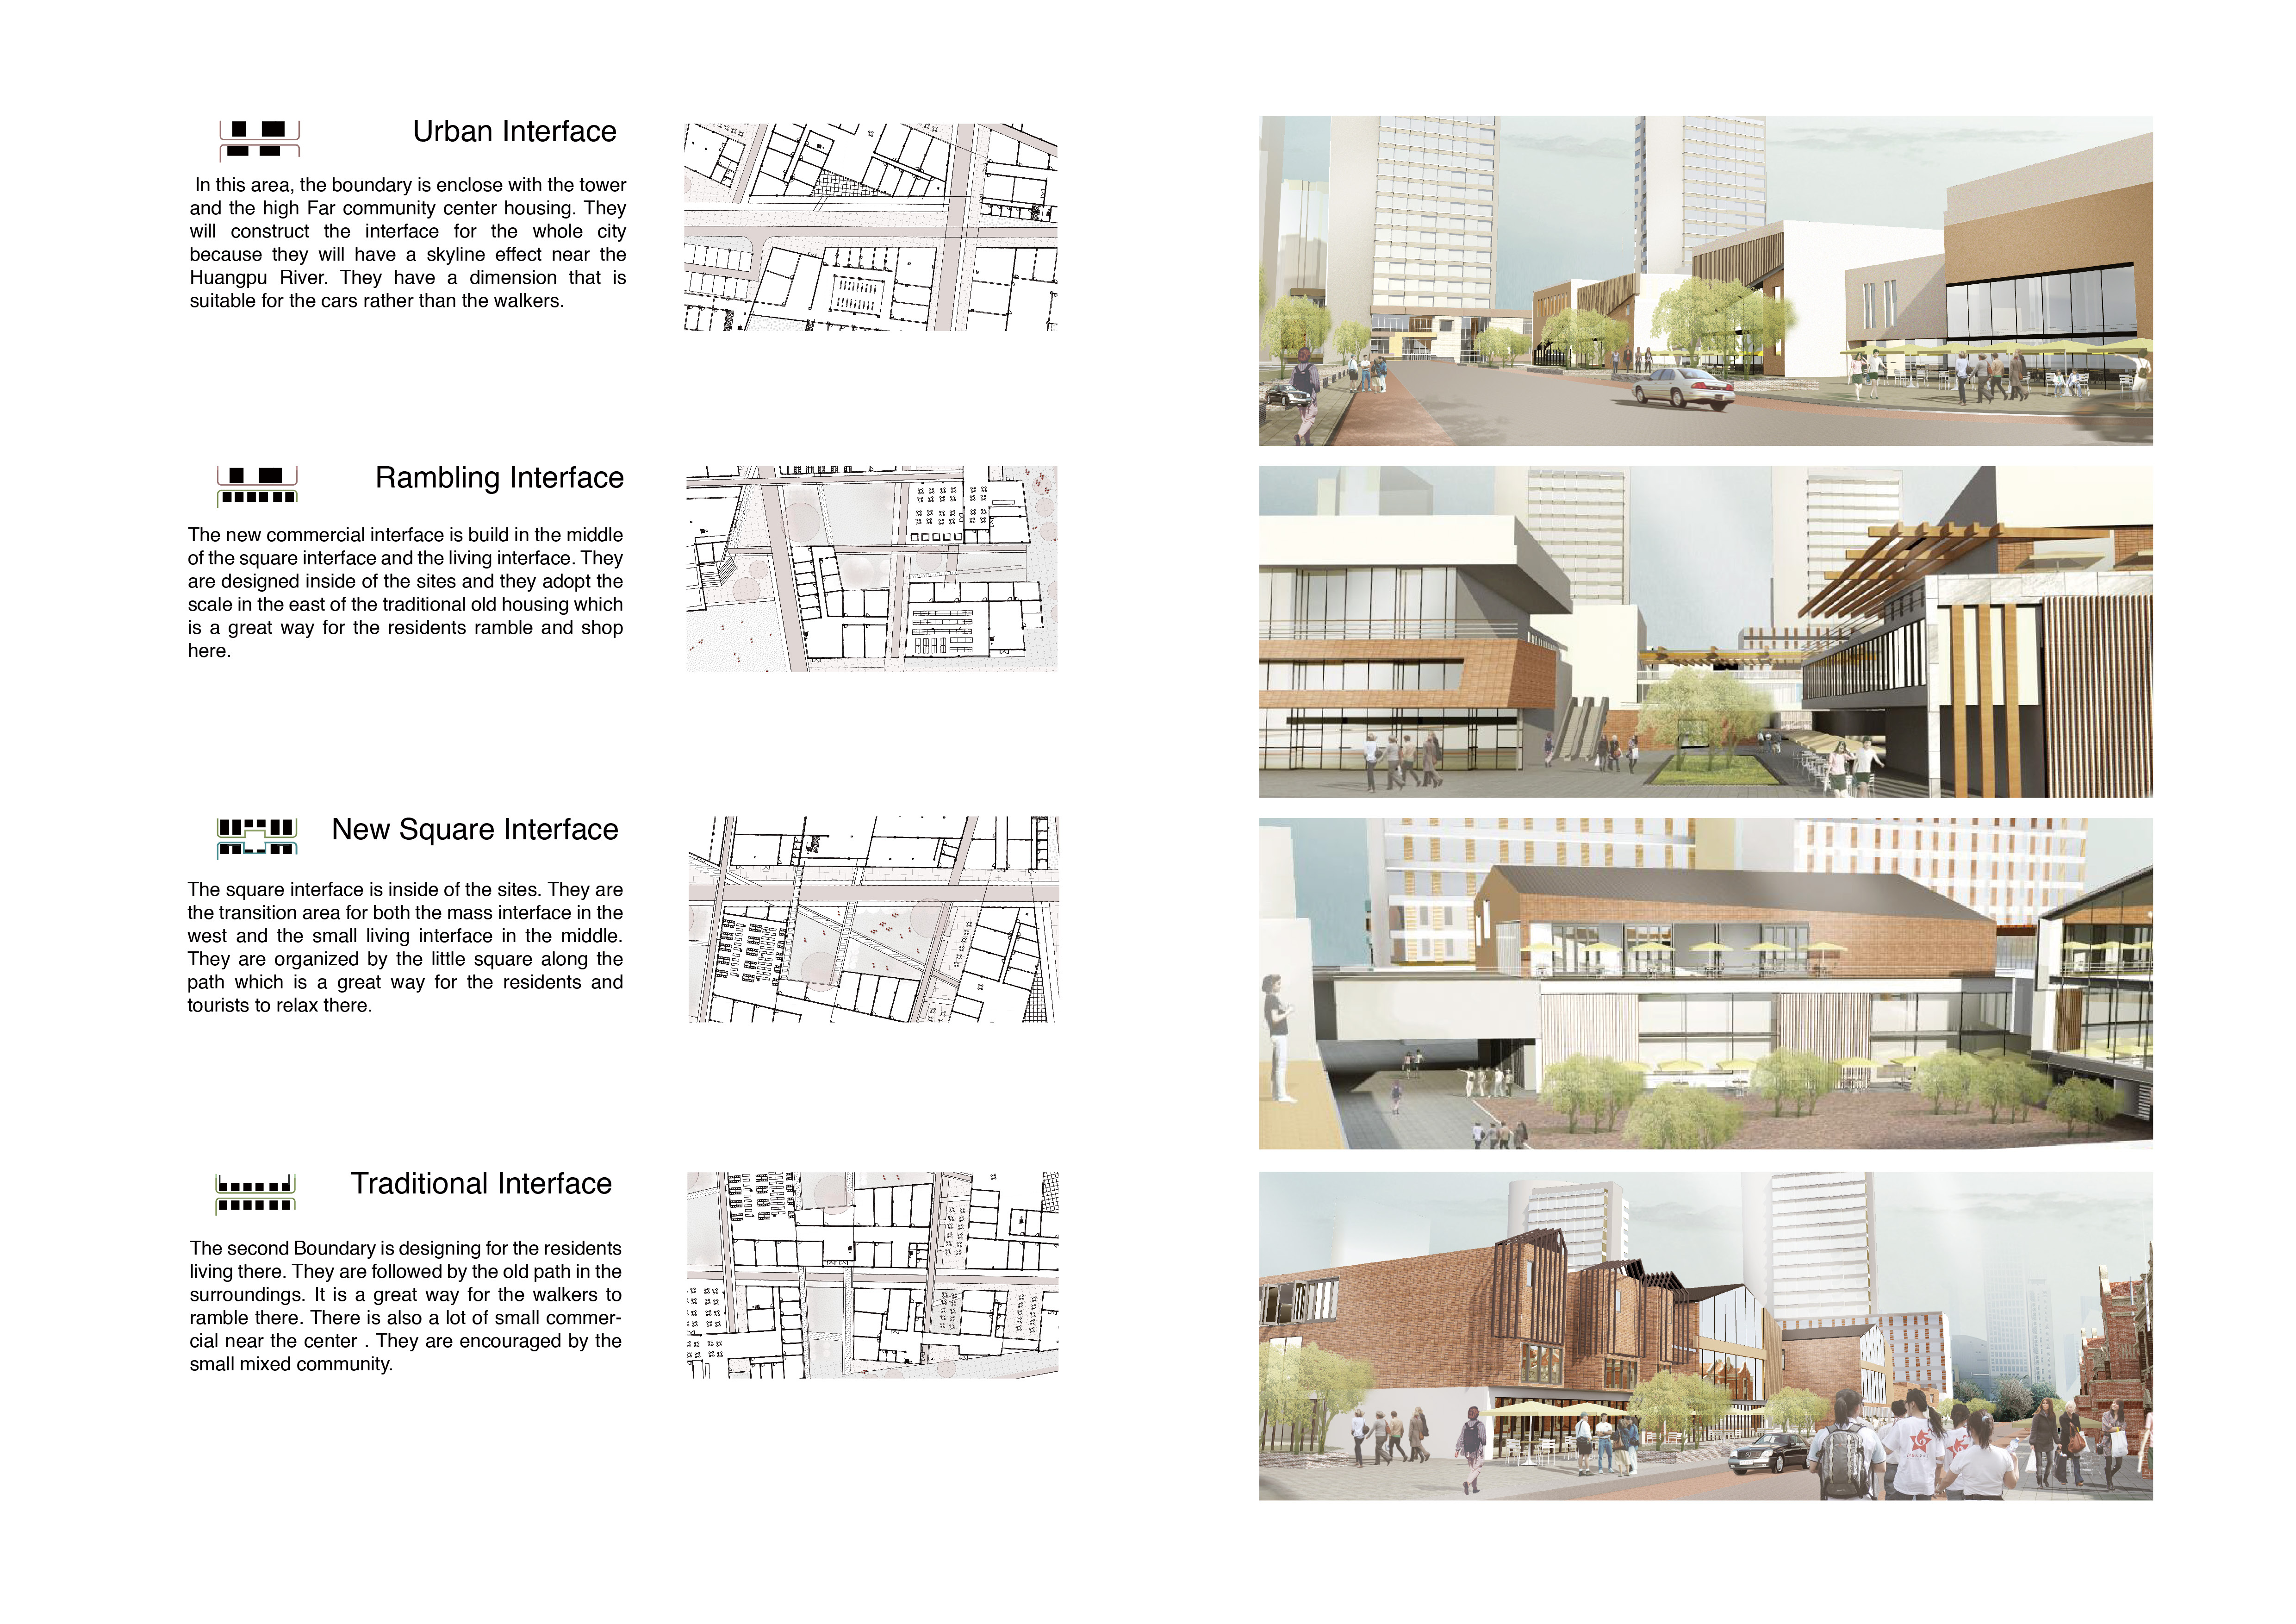 Urban Interface
In this area, the boundary is enclose with the tower
and the high Far community center housing. They
will construct the interface for the whole city
because they will have a skyline effect near the
Huangpu River. They have a dimension that is
suitable for the cars rather than the walkers.
Rambling Interface
The new commercial interface is build in the middle
of the square interface and the living interface. They
are designed inside of the sites and they adopt the
scale in the east of the traditional old housing which
is a great way for the residents ramble and shop
here.
New Square Interface
The square interface is inside of the sites. They are
the transition area for both the mass interface in the
west and the small living interface in the middle.
They are organized by the little square along the
path which is a great way for the residents and
tourists to relax there.
Traditional Interface
The second Boundary is designing for the residents
living there. They are followed by the old path in the
surroundings. It is a great way for the walkers to
ramble there. There is also a lot of small commer-
cial near the center . They are encouraged by the
small mixed community.